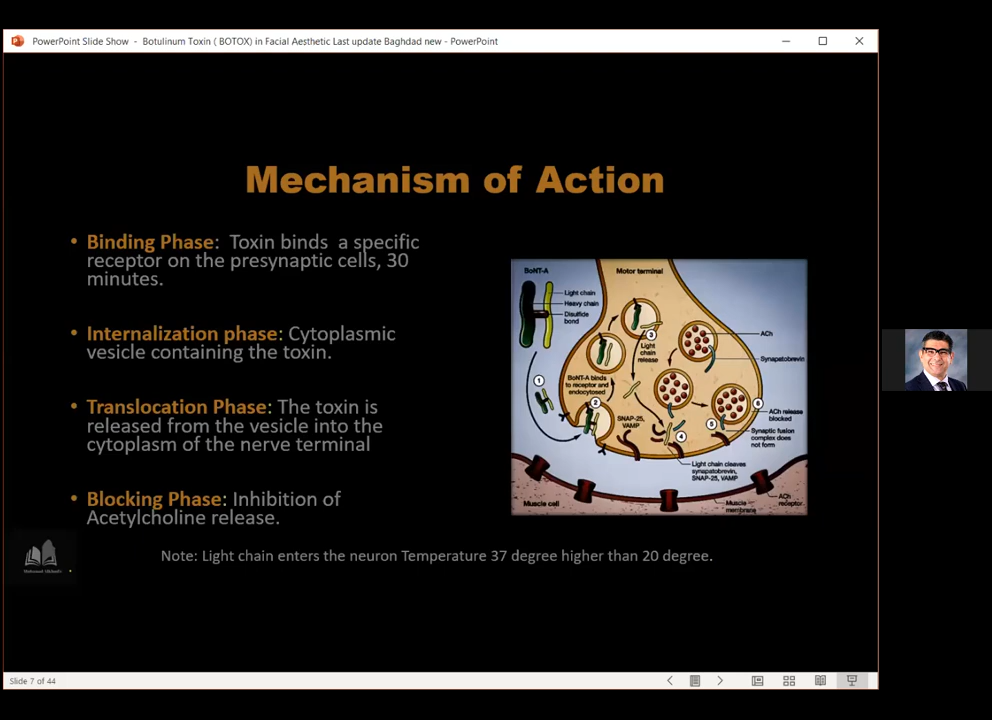 PowerPoint Slide Show - Botulinum Toxin ( BOTOX) in Facial Aesthetic Last update Baghdad new - PowerPoint
Mechanism of Action
• Binding Phase: Toxin binds a specific
receptor on the presynaptic cells, 30
minutes.
• Internalization phase: Cytoplasmic
vesicle containing the toxin.
• Translocation Phase: The toxin is
released from the vesicle into the
cytoplasm of the nerve terminal
• Blocking Phase: Inhibition of
Acetylcholine release.
BoNT-A
Motor terminal
Light chain
Heavy chain
Disulfide
bond
3
Light
chain
release
ACh
Synaptobrevin
BoNT-A binds
to receptor and
endocytosed
1
2
SNAP-25,
VAMP
4
5
6
ACh release
blocked
Synaptic fusion
complex does
not form
Light chain cleaves
synaptobrevin,
SNAP-25, VAMP
Muscle cell
Muscle
membrane
ACh
receptor
Note: Light chain enters the neuron Temperature 37 degree higher than 20 degree.
Slide 7 of 44